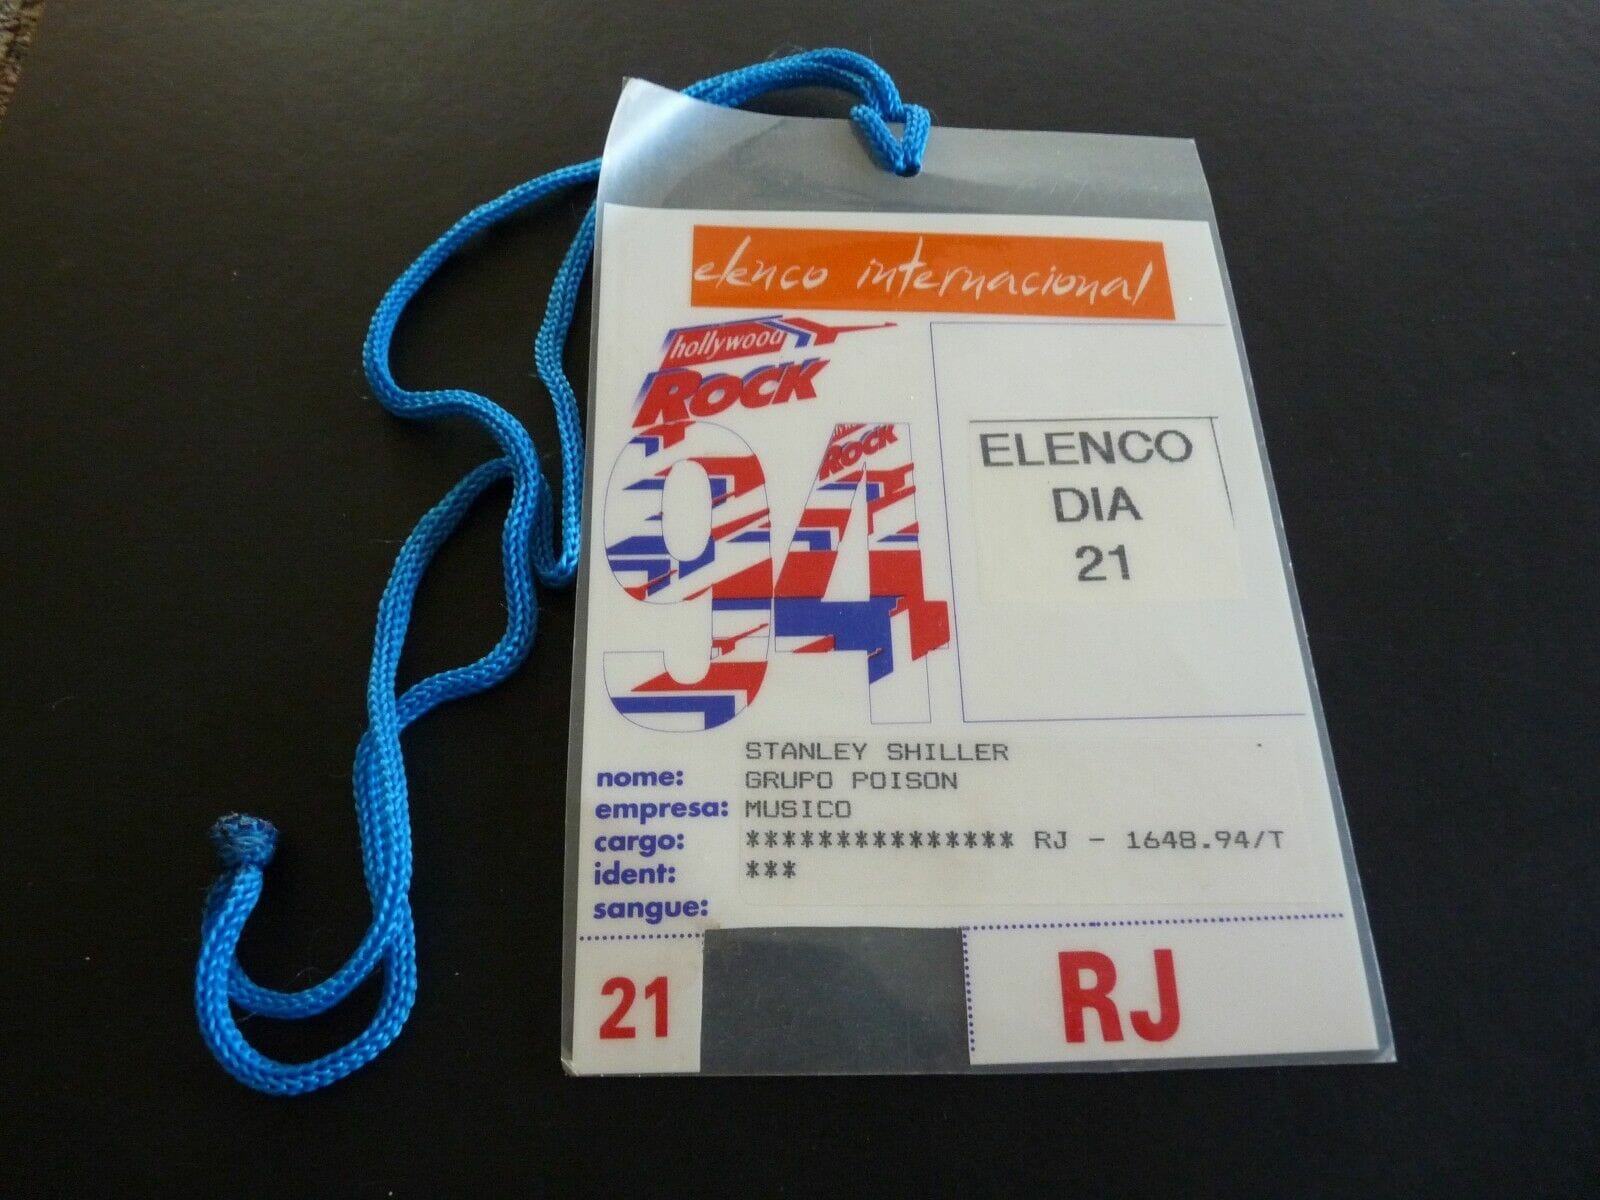 elenco internacional
hollywood
ROCK
94
ROCK
ELENCO
DIA
21
STANLEY SHILLER
nome: GRUPO POISON
empresa: MUSICO
cargo: *************** RJ - 1648.94/T
ident: ***
sangue:
21
RJ